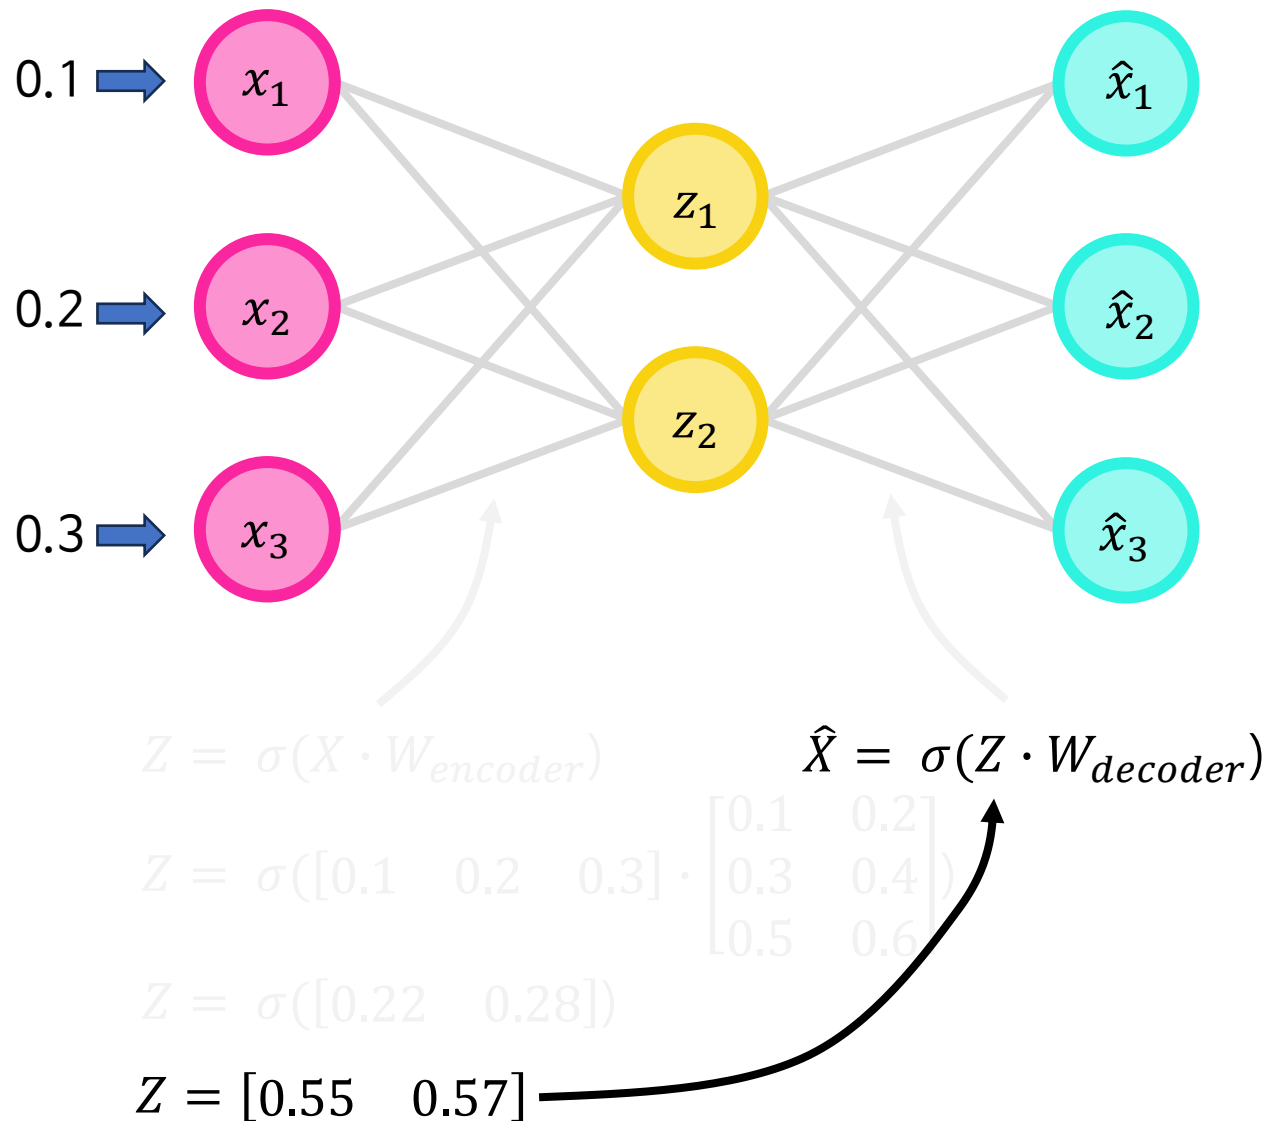 0.1 x₁ x̂₁
z₁
0.2 x₂ x̂₂
z₂
0.3 x₃ x̂₃
Z = σ(X · W_encoder) X̂ = σ(Z · W_decoder)
Z = σ([0.1 0.2 0.3] · [0.1 0.2
0.3 0.4
0.5 0.6])
Z = σ([0.22 0.28])
Z = [0.55 0.57]